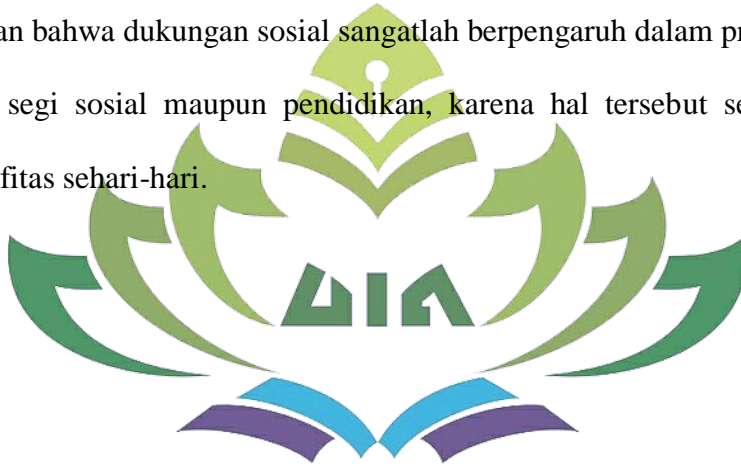 an bahwa dukungan sosial sangatlah berpengaruh dalam pr
segi sosial maupun pendidikan, karena hal tersebut se
fitas sehari-hari.